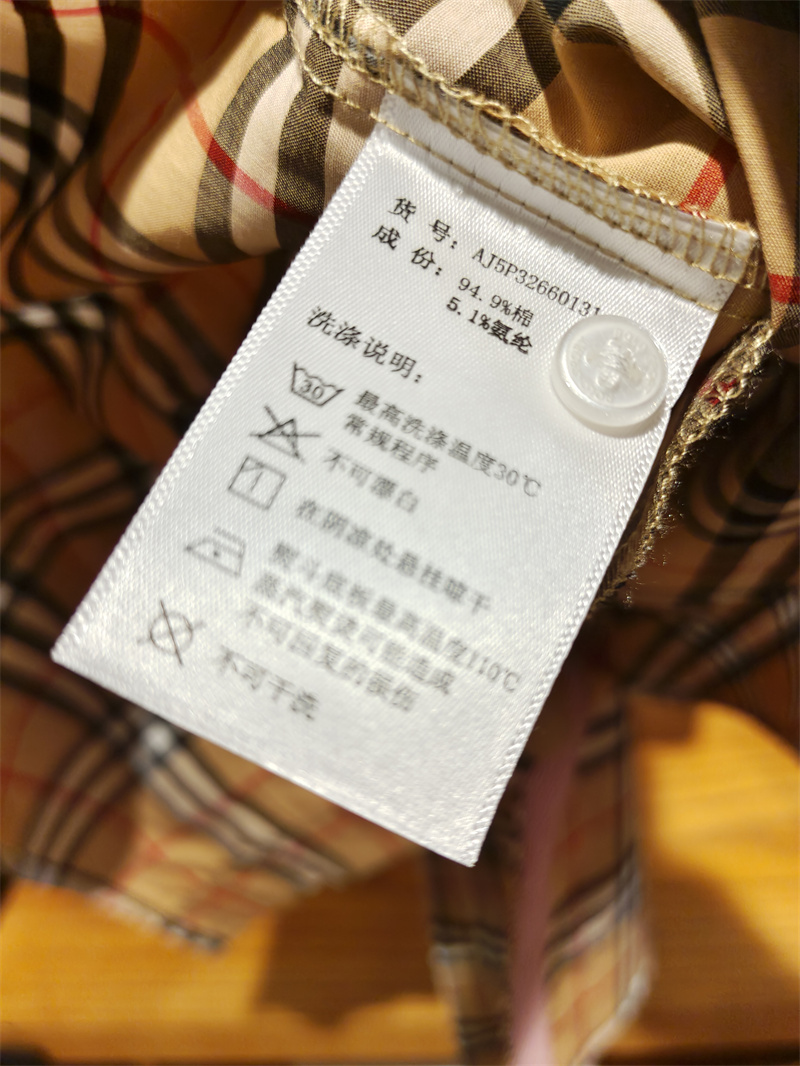 货 号：AJ5P32660131
成 份：94.9%棉
5.1%氨纶
洗涤说明：
30
最高洗涤温度30℃
常规程序
不可漂白
在阴凉处悬挂晾干
熨斗底板最高温度110℃
蒸汽熨烫可能造成
不可回复的损伤
不可干洗